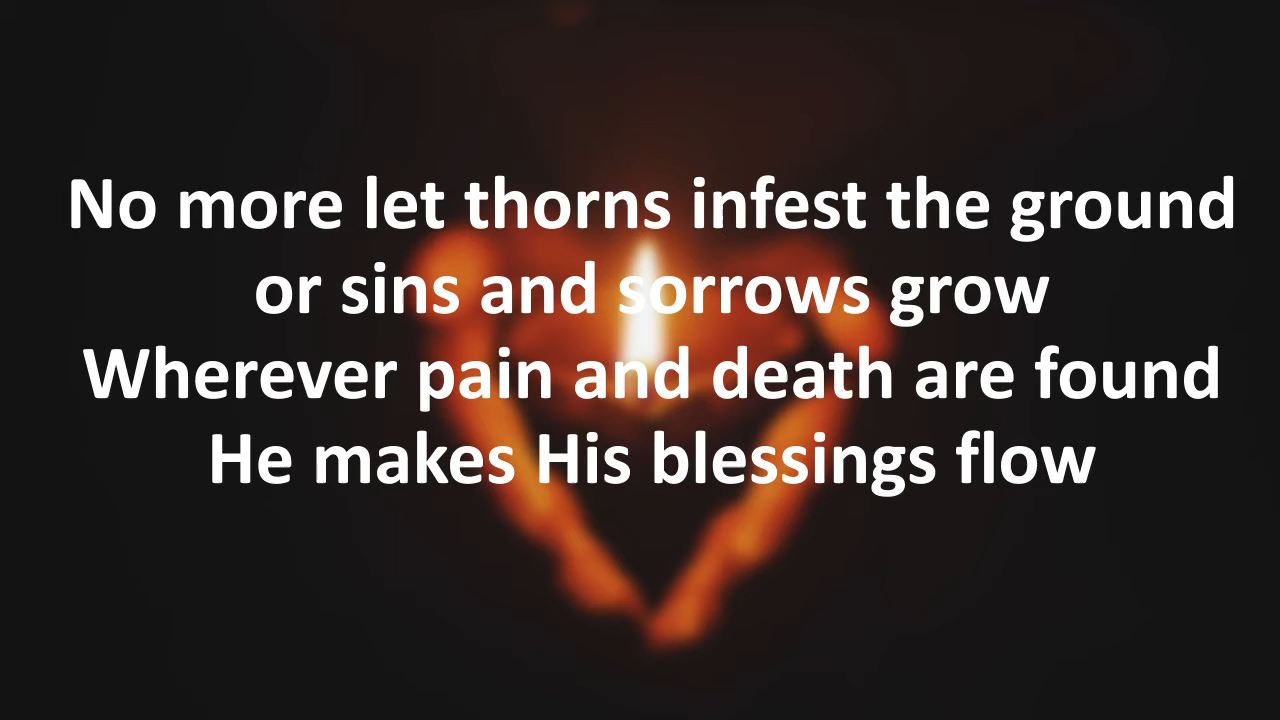 No more let thorns infest the ground
or sins and sorrows grow
Wherever pain and death are found
He makes His blessings flow